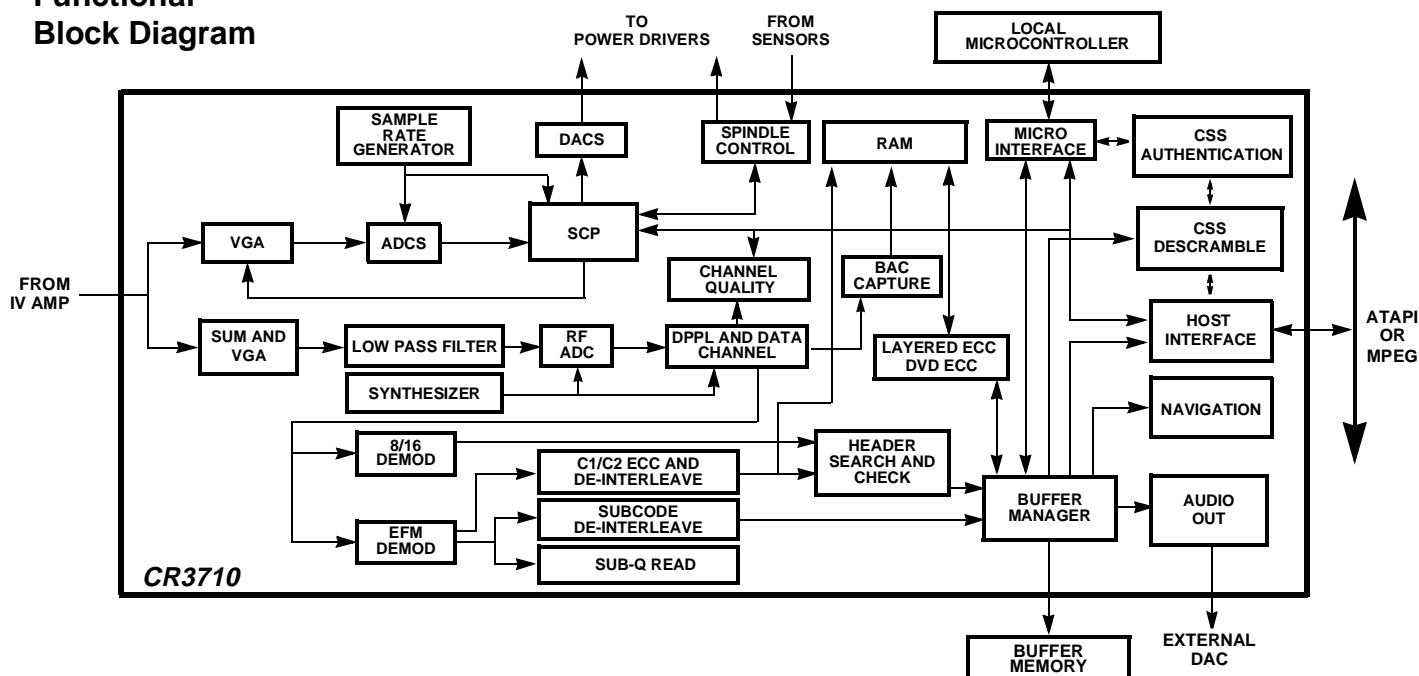 Functional
Block Diagram
TO
POWER DRIVERS
FROM
SENSORS
LOCAL
MICROCONTROLLER
SAMPLE
RATE
GENERATOR
DACS
SPINDLE
CONTROL
RAM
MICRO
INTERFACE
CSS
AUTHENTICATION
VGA
ADCS
SCP
CSS
DESCRAMBLE
CHANNEL
QUALITY
BAC
CAPTURE
FROM
IV AMP
SUM AND
VGA
LOW PASS FILTER
RF
ADC
DPPL AND DATA
CHANNEL
LAYERED ECC
DVD ECC
HOST
INTERFACE
ATAPI
OR
MPEG
SYNTHESIZER
NAVIGATION
8/16
DEMOD
C1/C2 ECC AND
DE-INTERLEAVE
HEADER
SEARCH AND
CHECK
BUFFER
MANAGER
AUDIO
OUT
EFM
DEMOD
SUBCODE
DE-INTERLEAVE
SUB-Q READ
CR3710
BUFFER
MEMORY
EXTERNAL
DAC